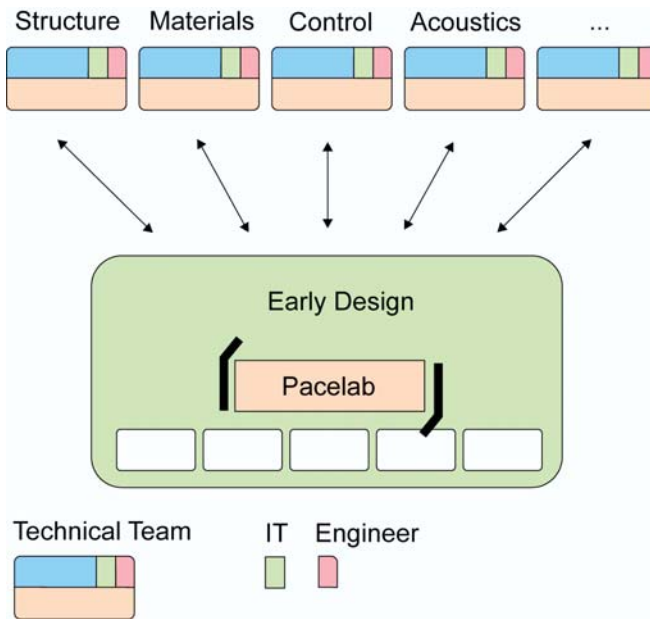 Structure Materials Control Acoustics ...
Early Design
Pacelab
Technical Team IT Engineer